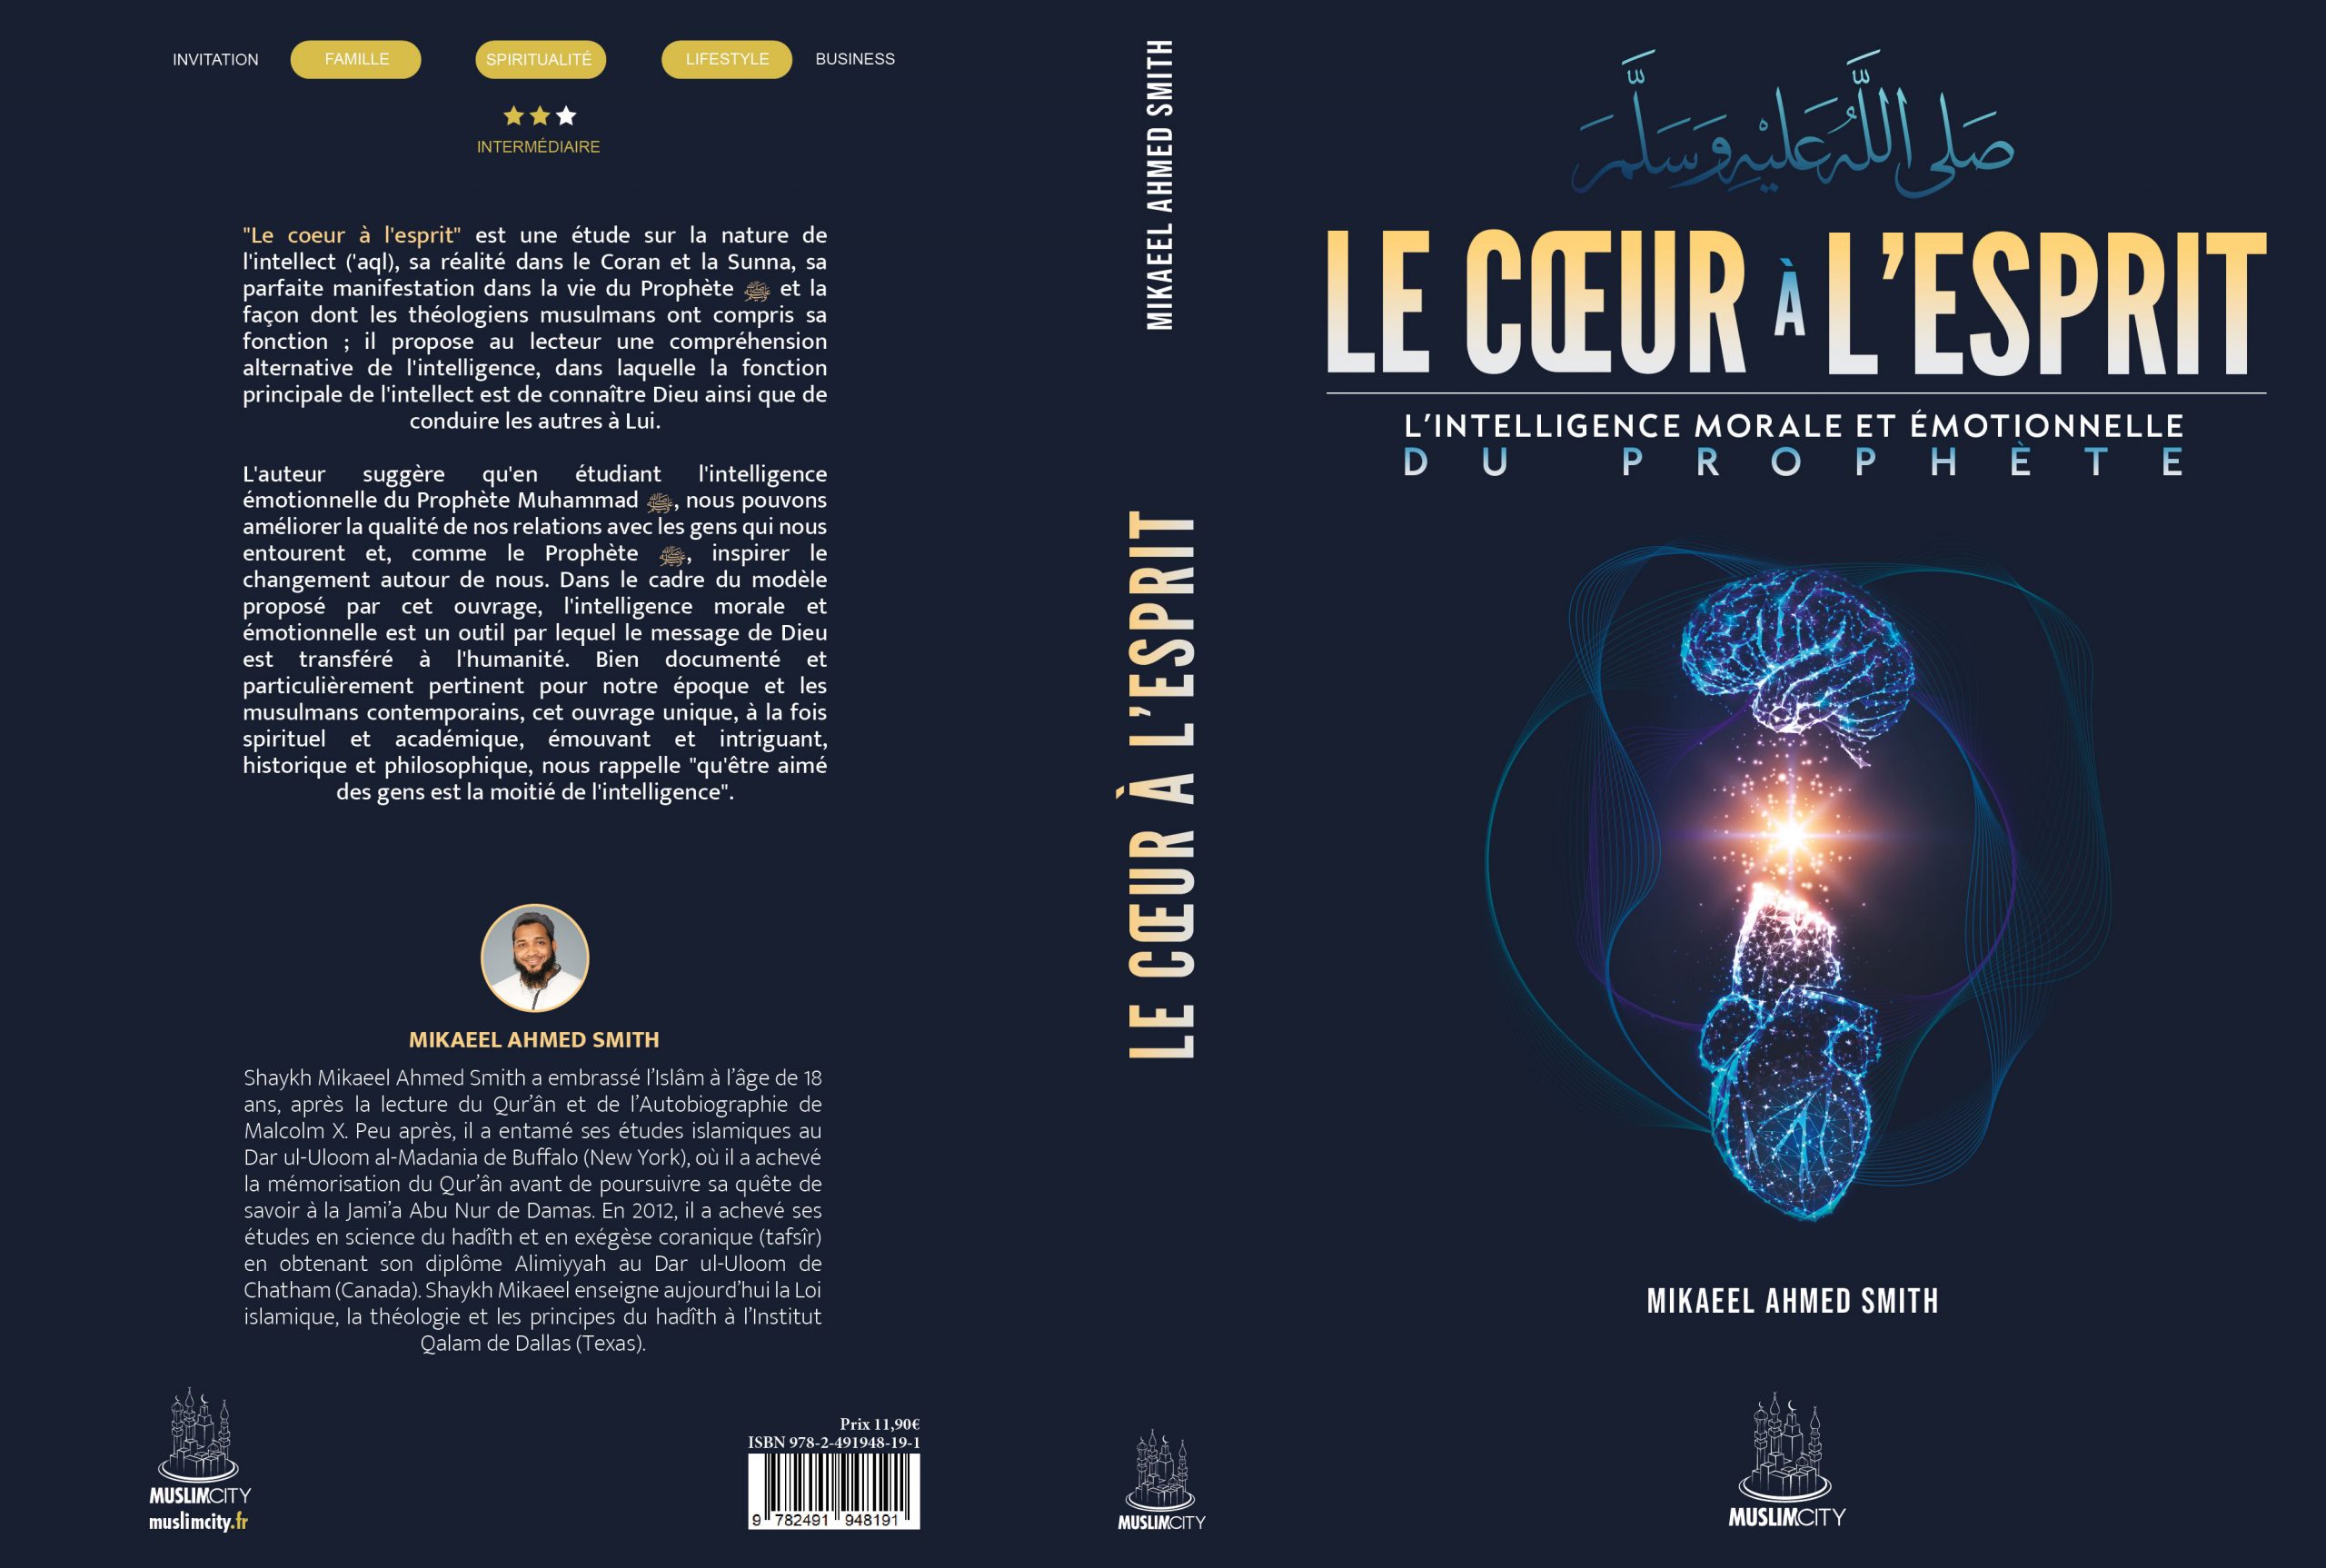 INVITATION FAMILLE SPIRITUALITÉ LIFESTYLE BUSINESS
INTERMÉDIAIRE
"Le coeur à l'esprit" est une étude sur la nature de
l'intellect ('aql), sa réalité dans le Coran et la Sunna, sa
parfaite manifestation dans la vie du Prophète ﷺ et la
façon dont les théologiens musulmans ont compris sa
fonction ; il propose au lecteur une compréhension
alternative de l'intelligence, dans laquelle la fonction
principale de l'intellect est de connaître Dieu ainsi que de
conduire les autres à Lui.
L'auteur suggère qu'en étudiant l'intelligence
émotionnelle du Prophète Muhammad ﷺ, nous pouvons
améliorer la qualité de nos relations avec les gens qui nous
entourent et, comme le Prophète ﷺ, inspirer le
changement autour de nous. Dans le cadre du modèle
proposé par cet ouvrage, l'intelligence morale et
émotionnelle est un outil par lequel le message de Dieu
est transféré à l'humanité. Bien documenté et
particulièrement pertinent pour notre époque et les
musulmans contemporains, cet ouvrage unique, à la fois
spirituel et académique, émouvant et intriguant,
historique et philosophique, nous rappelle "qu'être aimé
des gens est la moitié de l'intelligence".
MIKAEEL AHMED SMITH
Shaykh Mikaeel Ahmed Smith a embrassé l’Islâm à l’âge de 18
ans, après la lecture du Qur’ân et de l’Autobiographie de
Malcolm X. Peu après, il a entamé ses études islamiques au
Dar ul-Uloom al-Madania de Buffalo (New York), où il a achevé
la mémorisation du Qur’ân avant de poursuivre sa quête de
savoir à la Jami’a Abu Nur de Damas. En 2012, il a achevé ses
études en science du hadîth et en exégèse coranique (tafsîr)
en obtenant son diplôme Alimiyyah au Dar ul-Uloom de
Chatham (Canada). Shaykh Mikaeel enseigne aujourd’hui la Loi
islamique, la théologie et les principes du hadîth à l’Institut
Qalam de Dallas (Texas).
MUSLIMCITY
muslimcity.fr
Prix 11,90€
ISBN 978-2-491948-19-1
9 782491 948191
MIKAEEL AHMED SMITH
LE CŒUR À L’ESPRIT
MUSLIMCITY
صَلَّى اللَّهُ عَلَيْهِ وَسَلَّمَ
LE CŒUR À L’ESPRIT
L’INTELLIGENCE MORALE ET ÉMOTIONNELLE
DU PROPHÈTE
MIKAEEL AHMED SMITH
MUSLIMCITY